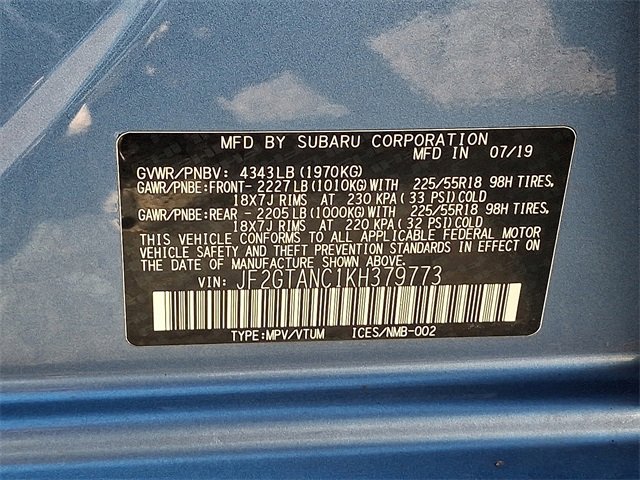 MFD BY SUBARU CORPORATION
MFD IN 07/19
GVWR/PNBV: 4343LB(1970KG)
GAWR/PNBE:FRONT- 2227LB(1010KG)WITH 225/55R18 98H TIRES,
18X7J RIMS AT 230 KPA(33 PSI)COLD
GAWR/PNBE:REAR - 2205LB(1000KG)WITH 225/55R18 98H TIRES,
18X7J RIMS AT 220 KPA(32 PSI)COLD
THIS VEHICLE CONFORMS TO ALL APPLICABLE FEDERAL MOTOR
VEHICLE SAFETY AND THEFT PREVENTION STANDARDS IN EFFECT ON
THE DATE OF MANUFACTURE SHOWN ABOVE.
VIN: JF2GTANC1KH379773
TYPE:MPV/VTUM ICES/NMB-002